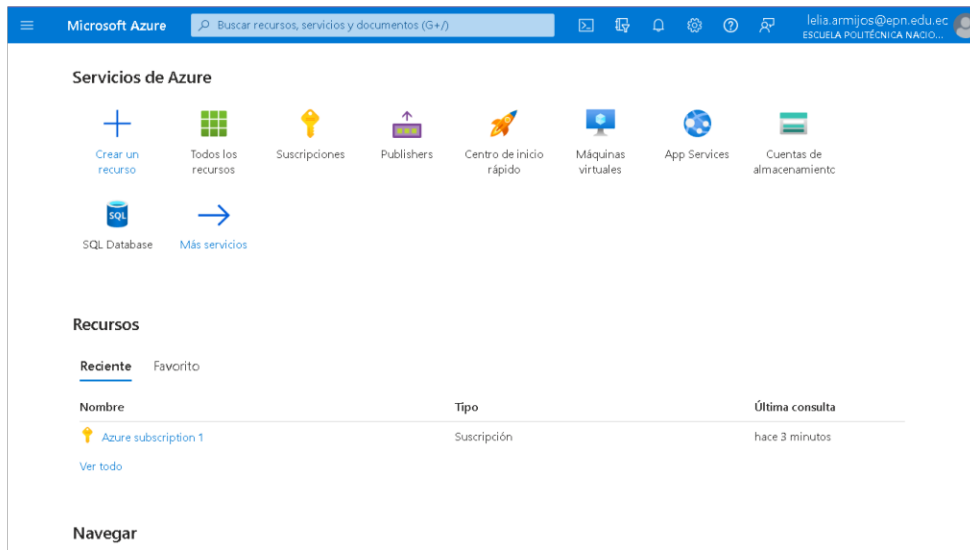 Microsoft Azure
Buscar recursos, servicios y documentos (G+/)
lelia.armijos@epn.edu.ec
ESCUELA POLITÉCNICA NACIO...
Servicios de Azure
Crear un
recurso
Todos los
recursos
Suscripciones
Publishers
Centro de inicio
rápido
Máquinas
virtuales
App Services
Cuentas de
almacenamiento
SQL
SQL Database
Más servicios
Recursos
Reciente
Favorito
Nombre
Tipo
Última consulta
Azure subscription 1
Suscripción
hace 3 minutos
Ver todo
Navegar